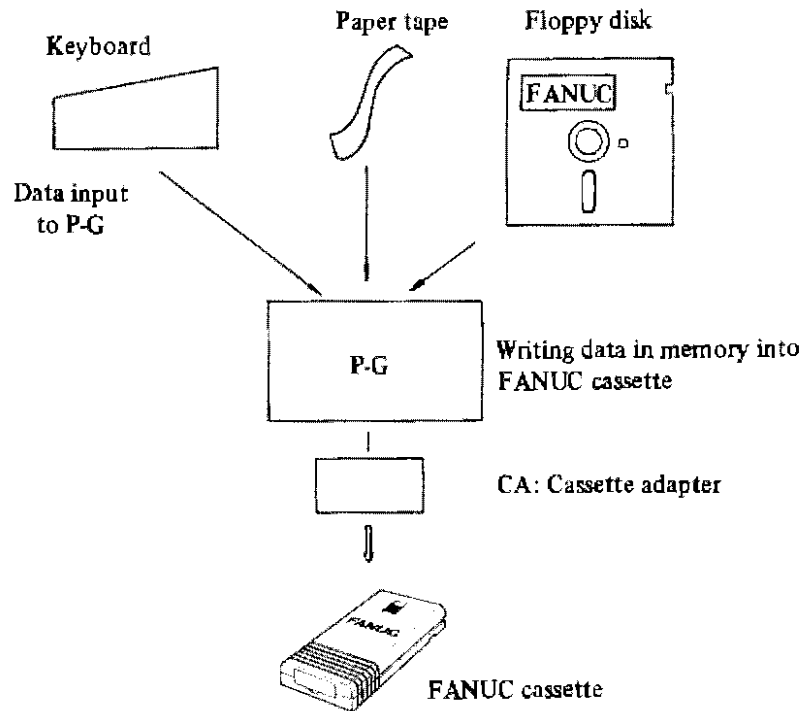 Keyboard
Paper tape
Floppy disk
FANUC
Data input
to P-G
P-G
Writing data in memory into
FANUC cassette
CA: Cassette adapter
FANUC
FANUC cassette